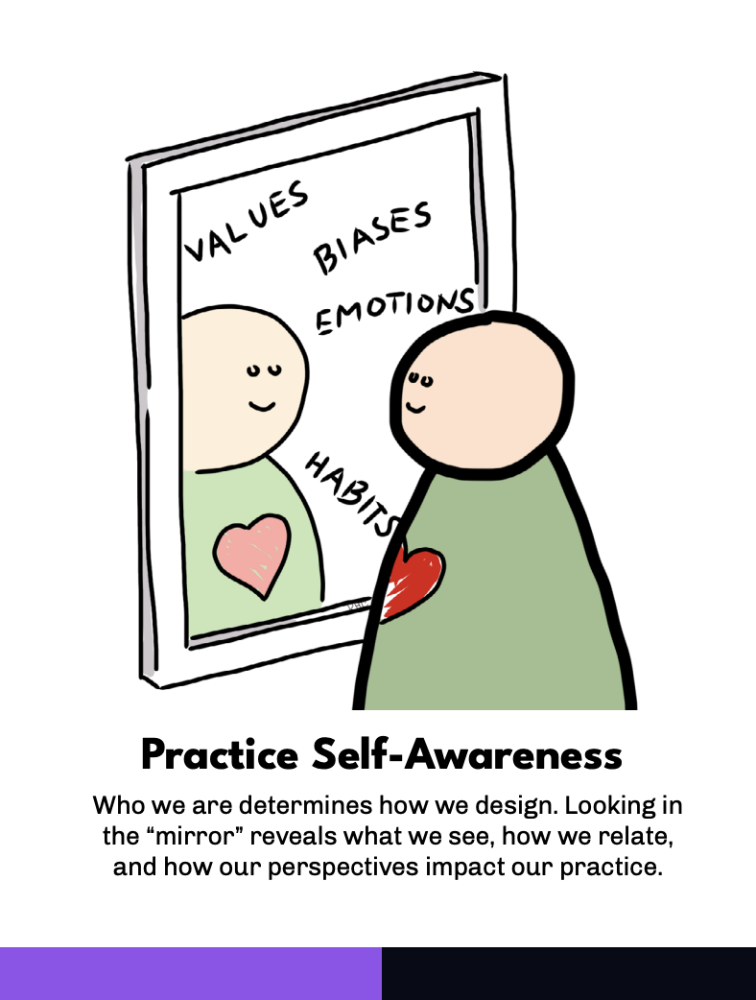 VALUES
BIASES
EMOTIONS
HABITS
Practice Self-Awareness
Who we are determines how we design. Looking in
the “mirror” reveals what we see, how we relate,
and how our perspectives impact our practice.